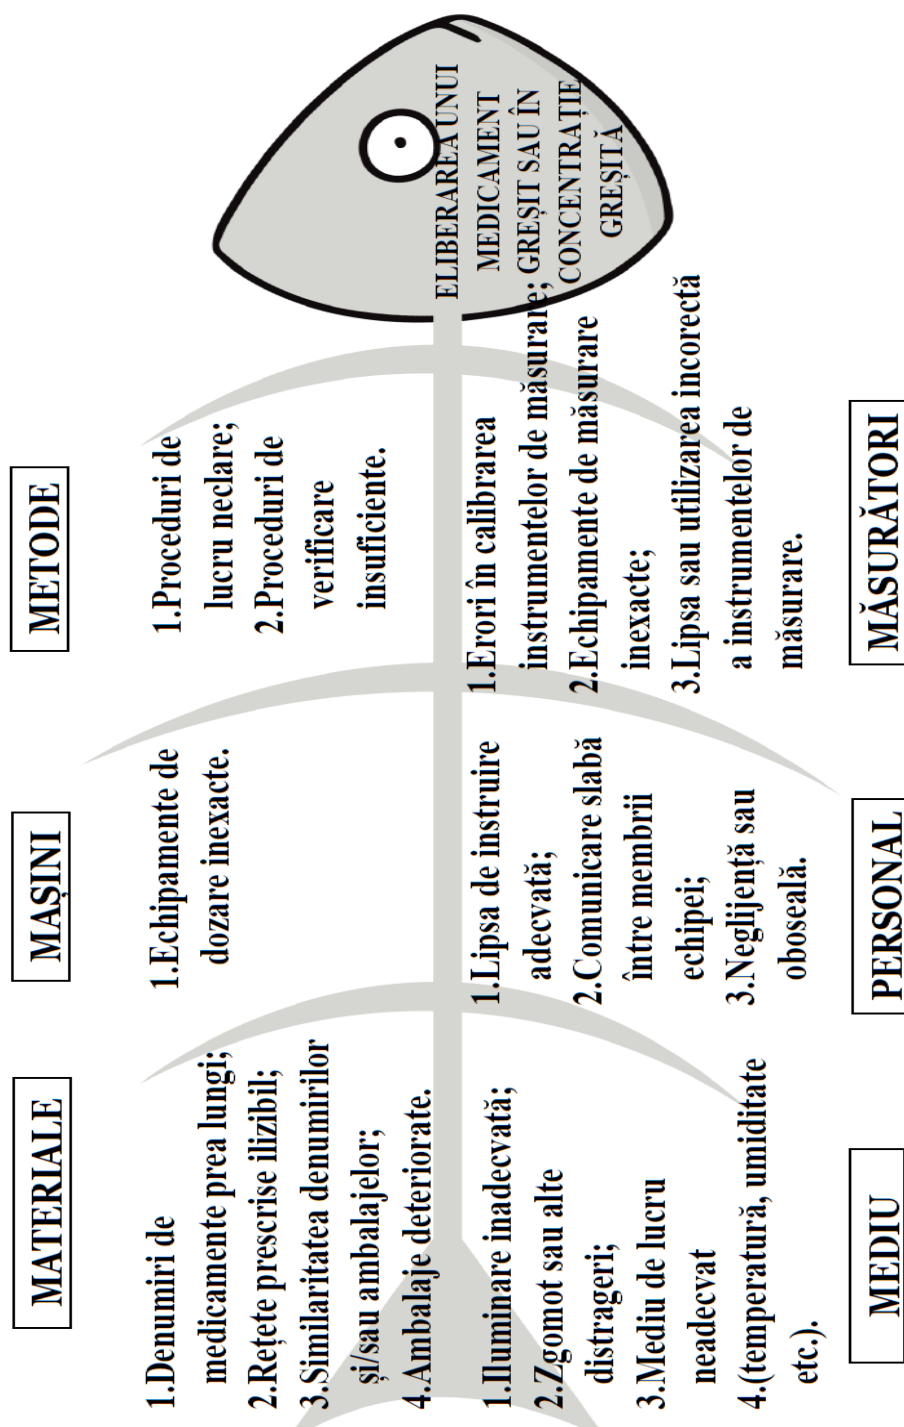 MATERIALE
1.Denumiri de
medicamente prea lungi;
2.Rețete prescrise ilizibil;
3.Similaritatea denumirilor
și/sau ambalajelor;
4.Ambalaje deteriorate.
MAȘINI
1.Echipamente de
dozare inexacte.
METODE
1.Proceduri de
lucru neclare;
2.Proceduri de
verificare
insuficiente.
ELIBERAREA UNUI
MEDICAMENT
GREȘIT SAU ÎN
CONCENTRAȚIE
GREȘITĂ
1.Iluminare inadecvată;
2.Zgomot sau alte
distrageri;
3.Mediu de lucru
neadecvat
4.(temperatură, umiditate
etc.).
MEDIU
1.Lipsa de instruire
adecvată;
2.Comunicare slabă
între membrii
echipei;
3.Neglijență sau
oboseală.
PERSONAL
1.Erori în calibrarea
instrumentelor de măsurare;
2.Echipamente de măsurare
inexacte;
3.Lipsa sau utilizarea incorectă
a instrumentelor de
măsurare.
MĂSURĂTORI